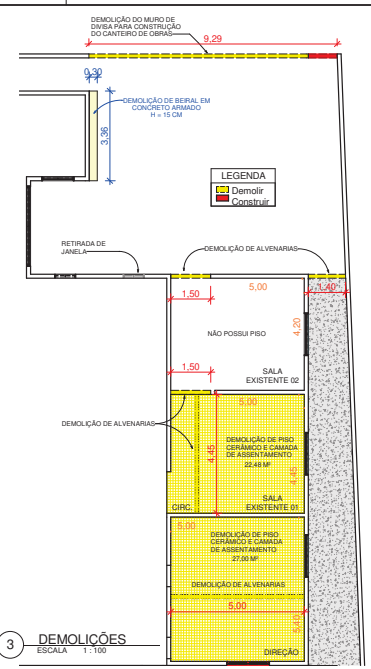 DEMOLIÇÃO DO MURO DE
DIVISA PARA CONSTRUÇÃO
DO CANTEIRO DE OBRAS
9,29
0,30
DEMOLIÇÃO DE BEIRAL EM
CONCRETO ARMADO
H = 15 CM
3,36
LEGENDA
Demolir
Construir
RETIRADA DE
JANELA
DEMOLIÇÃO DE ALVENARIAS
1,50
5,00
1,40
NÃO POSSUI PISO
4,20
1,50
SALA
EXISTENTE 02
5,00
DEMOLIÇÃO DE ALVENARIAS
4,45
DEMOLIÇÃO DE PISO
CERÂMICO E CAMADA
DE ASSENTAMENTO
22,48 M²
4,45
CIRC.
SALA
EXISTENTE 01
5,00
DEMOLIÇÃO DE PISO
CERÂMICO E CAMADA
DE ASSENTAMENTO
27,00 M²
DEMOLIÇÃO DE ALVENARIAS
5,00
5,40
DIREÇÃO
3
DEMOLIÇÕES
ESCALA 1 : 100